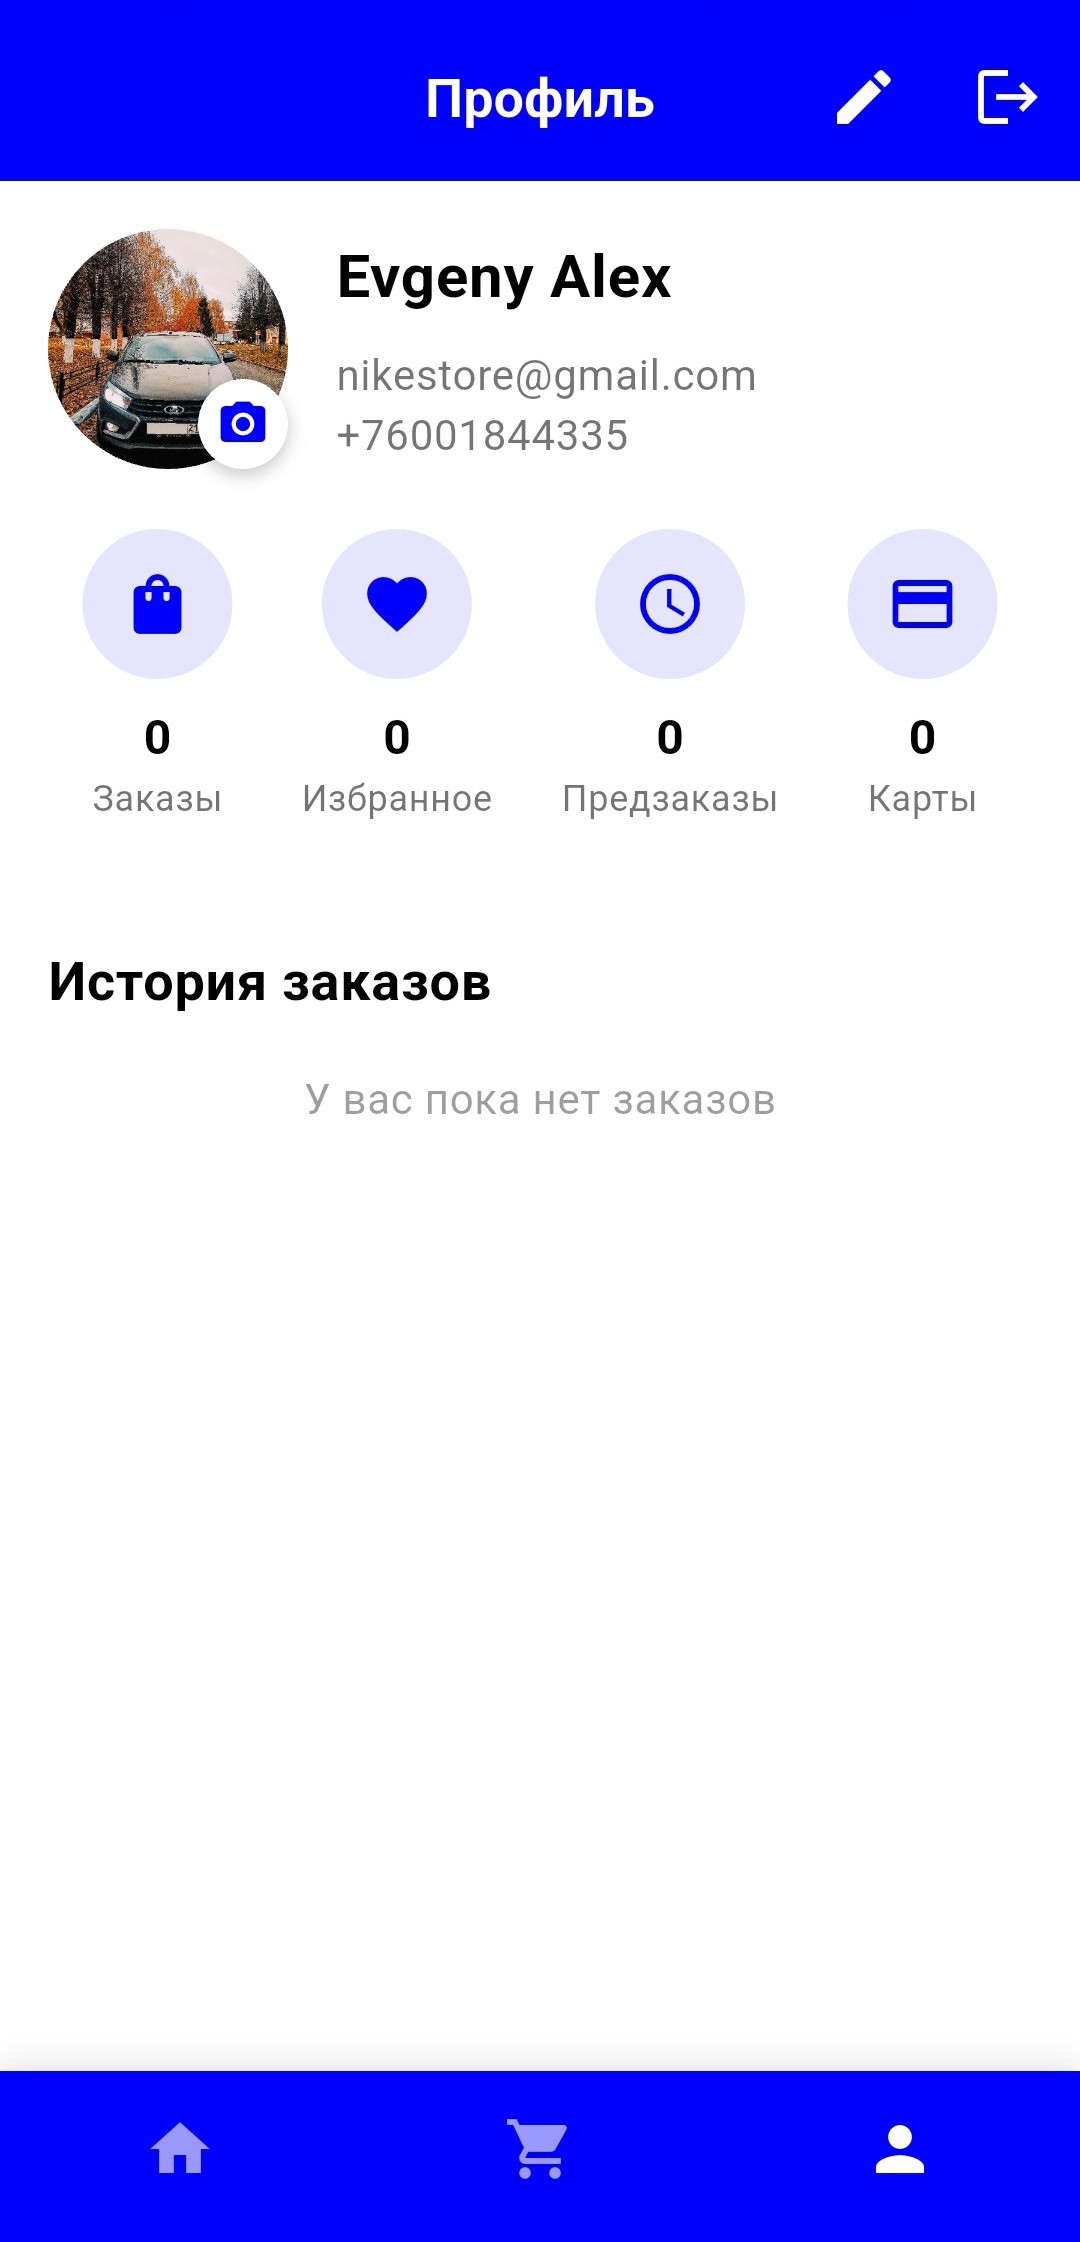 Профиль
Evgeny Alex
nikestore@gmail.com
+76001844335
0 0 0 0
Заказы Избранное Предзаказы Карты
История заказов
У вас пока нет заказов